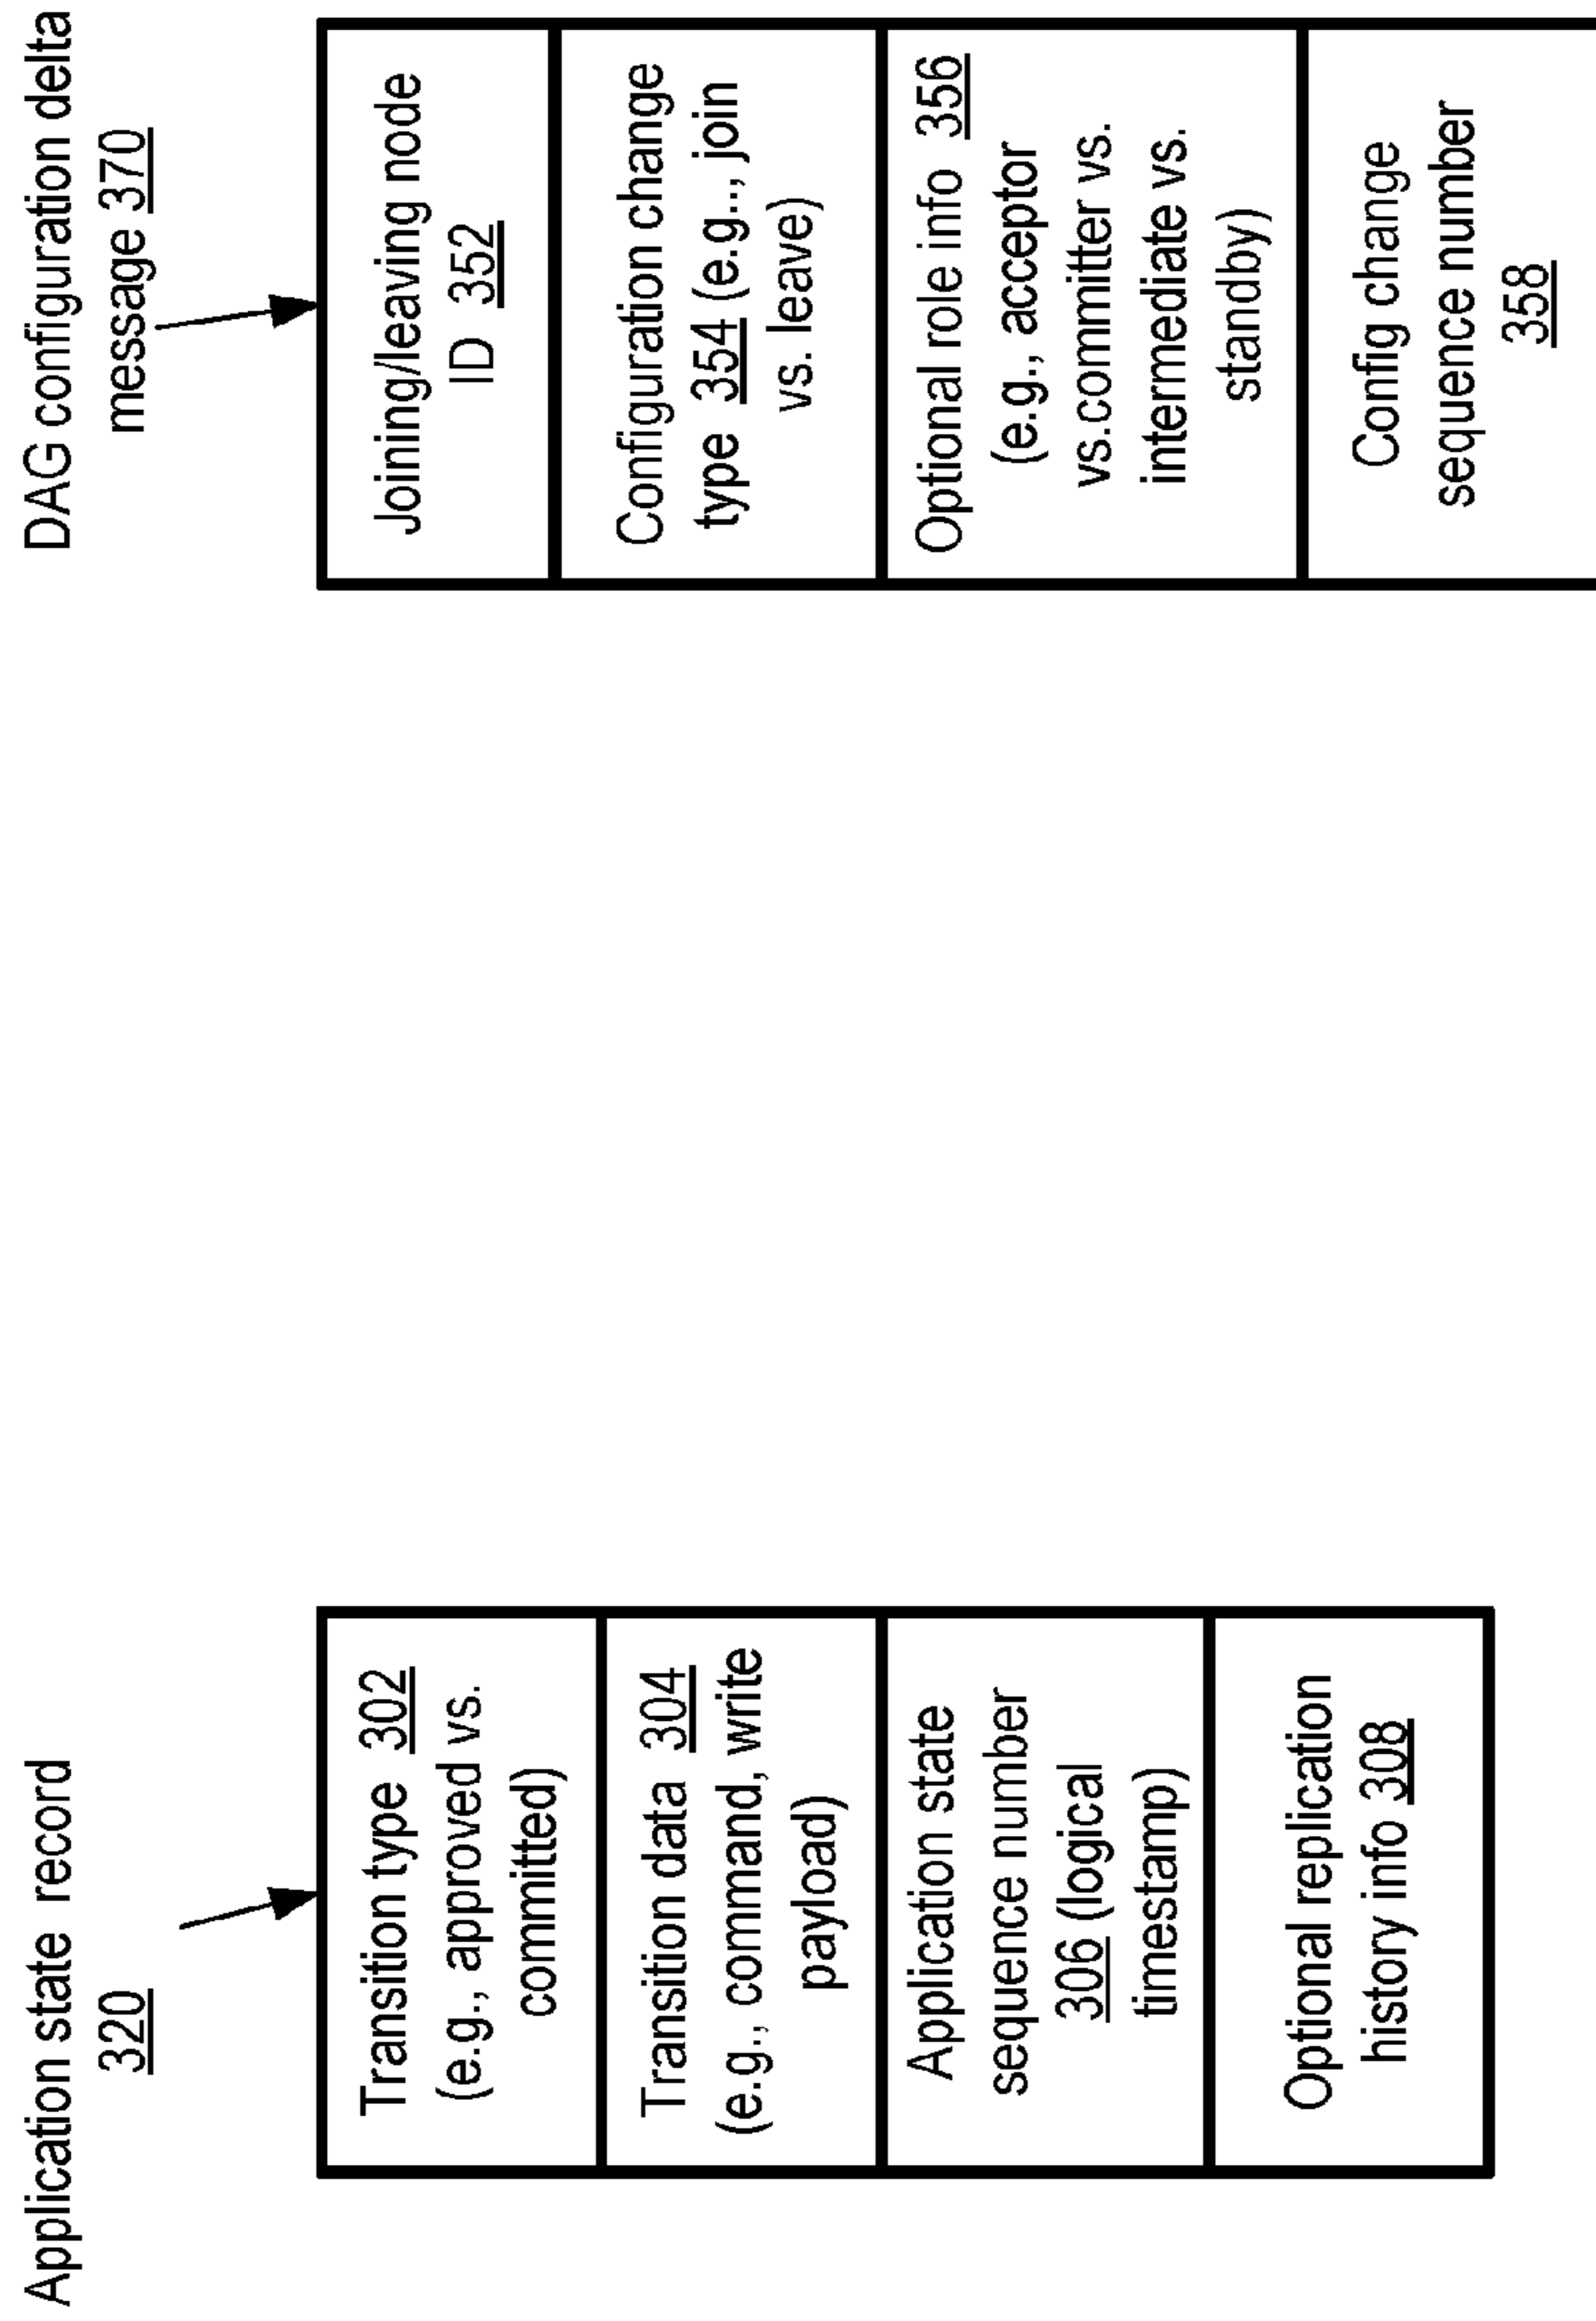 Application state record
320
Transition type 302
(e.g., approved vs.
committed)
Transition data 304
(e.g., command, write
payload)
Application state
sequence number
306 (logical
timestamp)
Optional replication
history info 308
DAG configuration delta
message 370
Joining/leaving node
ID 352
Configuration change
type 354 (e.g., join
vs. leave)
Optional role info 356
(e.g., acceptor
vs.committer vs.
intermediate vs.
standby)
Config change
sequence number
358